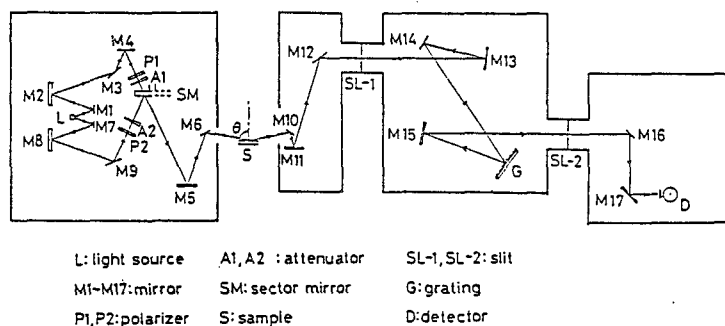 M4
P1
A1
M3
M2
SM
M1
L
M7
M8
A2
P2
M9
M6
M5
θ
S
M10
M11
M12
SL-1
M14
M13
M15
G
SL-2
M16
M17
D
L: light source A1, A2 : attenuator SL-1, SL-2: slit
M1~M17: mirror SM: sector mirror G: grating
P1, P2: polarizer S: sample D: detector